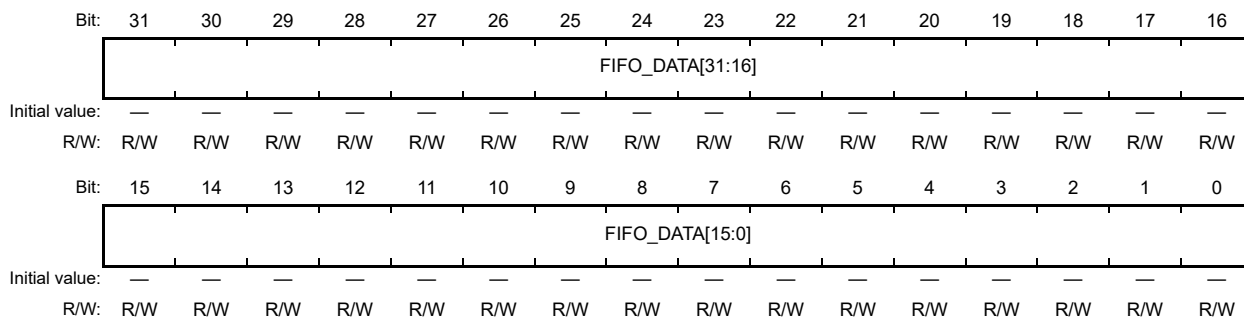 Bit: 31 30 29 28 27 26 25 24 23 22 21 20 19 18 17 16
FIFO_DATA[31:16]
Initial value: — — — — — — — — — — — — — — — —
R/W: R/W R/W R/W R/W R/W R/W R/W R/W R/W R/W R/W R/W R/W R/W R/W R/W
Bit: 15 14 13 12 11 10 9 8 7 6 5 4 3 2 1 0
FIFO_DATA[15:0]
Initial value: — — — — — — — — — — — — — — — —
R/W: R/W R/W R/W R/W R/W R/W R/W R/W R/W R/W R/W R/W R/W R/W R/W R/W